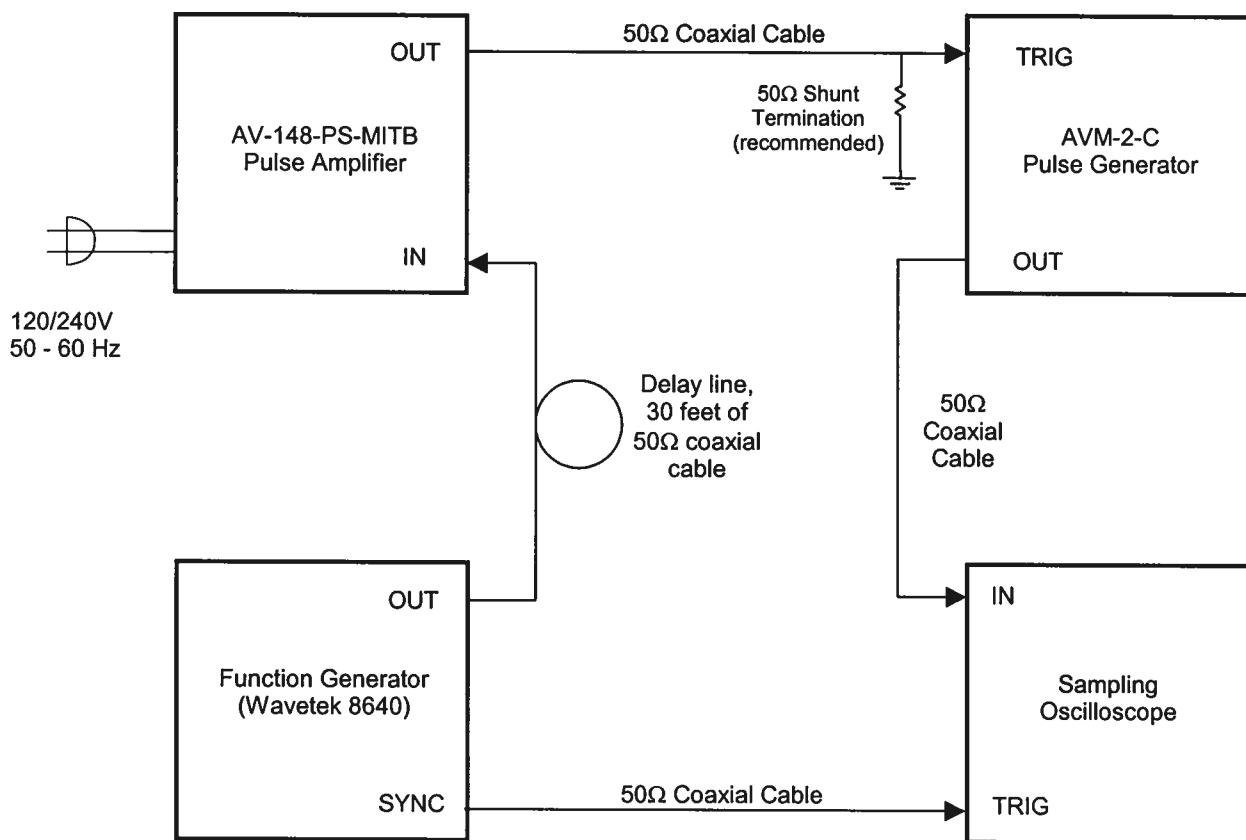 OUT
50Ω Coaxial Cable
TRIG
AV-148-PS-MITB
Pulse Amplifier
50Ω Shunt
Termination
(recommended)
AVM-2-C
Pulse Generator
IN
OUT
120/240V
50 - 60 Hz
Delay line,
30 feet of
50Ω coaxial
cable
50Ω
Coaxial
Cable
OUT
IN
Function Generator
(Wavetek 8640)
Sampling
Oscilloscope
SYNC
50Ω Coaxial Cable
TRIG